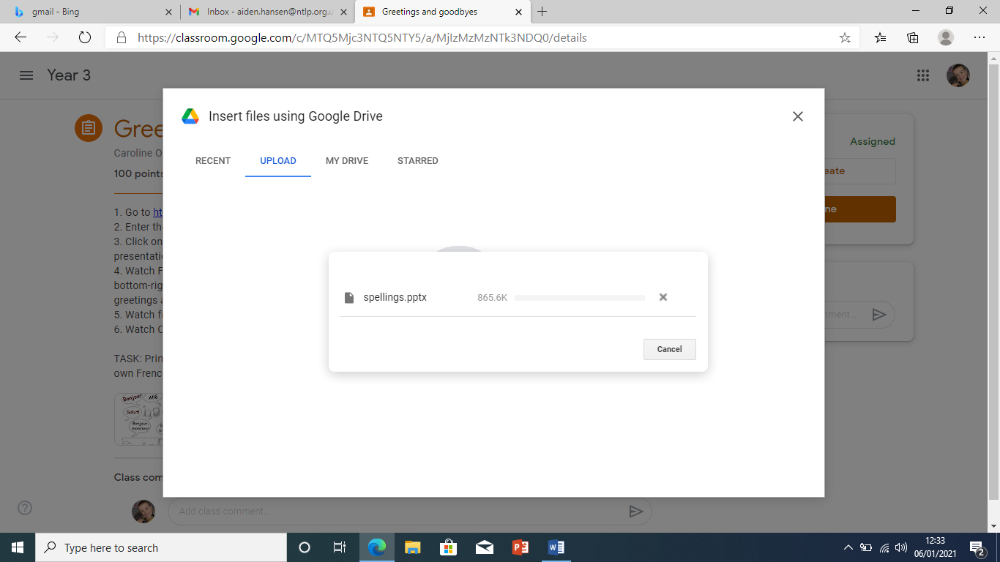 gmail - Bing
Inbox - aiden.hansen@ntlp.org.u
Greetings and goodbyes
https://classroom.google.com/c/MTQ5Mjc3NTQ5NTY5/a/MjIzMzMzNTk3NDQ0/details
Year 3
Insert files using Google Drive
RECENT
UPLOAD
MY DRIVE
STARRED
Gree
Caroline O
100 points
Assigned
eate
ne
1. Go to ht
2. Enter th
3. Click on
presentati
4. Watch F
bottom-rig
greetings a
5. Watch fi
6. Watch C
TASK: Prin
own Frenc
spellings.pptx
865.6K
Cancel
mment...
Bonjour
Allô
Salut!
Bonjour,
monsieur
Class com
Add class comment...
Type here to search
12:33
06/01/2021
2